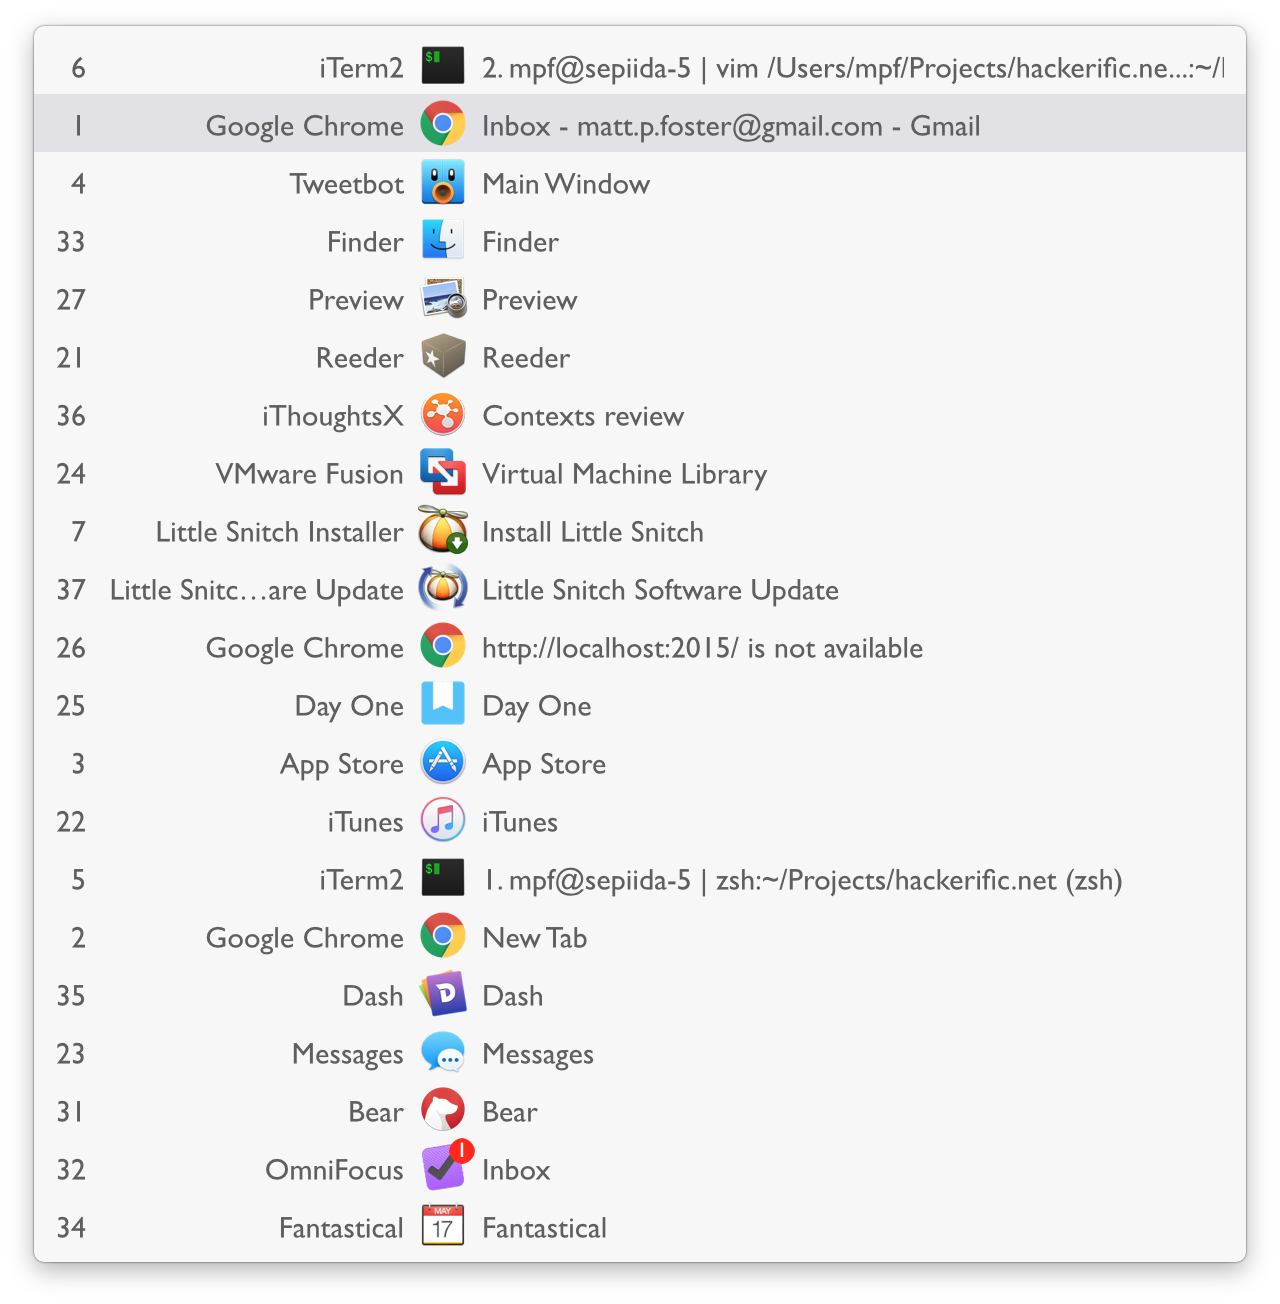 6 iTerm2 $ 2. mpf@sepiida-5 | vim /Users/mpf/Projects/hackerific.ne...:~/
1 Google Chrome Inbox - matt.p.foster@gmail.com - Gmail
4 Tweetbot Main Window
33 Finder Finder
27 Preview Preview
21 Reeder Reeder
36 iThoughtsX Contexts review
24 VMware Fusion Virtual Machine Library
7 Little Snitch Installer Install Little Snitch
37 Little Snitc…are Update Little Snitch Software Update
26 Google Chrome http://localhost:2015/ is not available
25 Day One Day One
3 App Store App Store
22 iTunes iTunes
5 iTerm2 $ 1. mpf@sepiida-5 | zsh:~/Projects/hackerific.net (zsh)
2 Google Chrome New Tab
35 Dash D Dash
23 Messages Messages
31 Bear Bear
32 OmniFocus 1 Inbox
34 Fantastical MAY 17 Fantastical